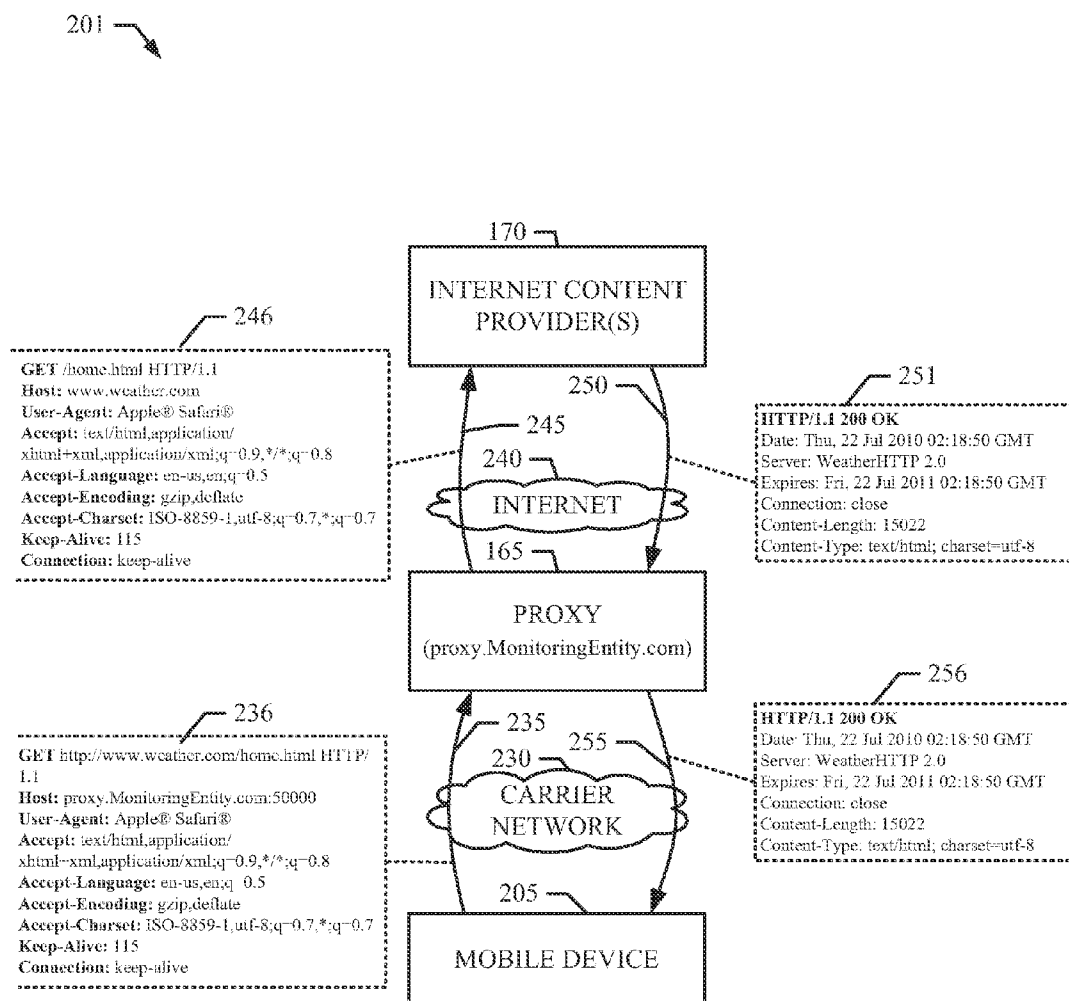 201
170
INTERNET CONTENT
PROVIDER(S)
246
GET /home.html HTTP/1.1
Host: www.weather.com
User-Agent: Apple® Safari®
Accept: text/html,application/
xhtml+xml,application/xml;q=0.9,*/*;q=0.8
Accept-Language: en-us,en;q=0.5
Accept-Encoding: gzip,deflate
Accept-Charset: ISO-8859-1,utf-8;q=0.7,*;q=0.7
Keep-Alive: 115
Connection: keep-alive
245
250
240
INTERNET
251
HTTP/1.1 200 OK
Date: Thu, 22 Jul 2010 02:18:50 GMT
Server: WeatherHTTP 2.0
Expires: Fri, 22 Jul 2011 02:18:50 GMT
Connection: close
Content-Length: 15022
Content-Type: text/html; charset=utf-8
165
PROXY
(proxy.MonitoringEntity.com)
236
GET http://www.weather.com/home.html HTTP/
1.1
Host: proxy.MonitoringEntity.com:50000
User-Agent: Apple® Safari®
Accept: text/html,application/
xhtml+xml,application/xml;q=0.9,*/*;q=0.8
Accept-Language: en-us,en;q=0.5
Accept-Encoding: gzip,deflate
Accept-Charset: ISO-8859-1,utf-8;q=0.7,*;q=0.7
Keep-Alive: 115
Connection: keep-alive
235
255
230
CARRIER
NETWORK
256
HTTP/1.1 200 OK
Date: Thu, 22 Jul 2010 02:18:50 GMT
Server: WeatherHTTP 2.0
Expires: Fri, 22 Jul 2011 02:18:50 GMT
Connection: close
Content-Length: 15022
Content-Type: text/html; charset=utf-8
205
MOBILE DEVICE